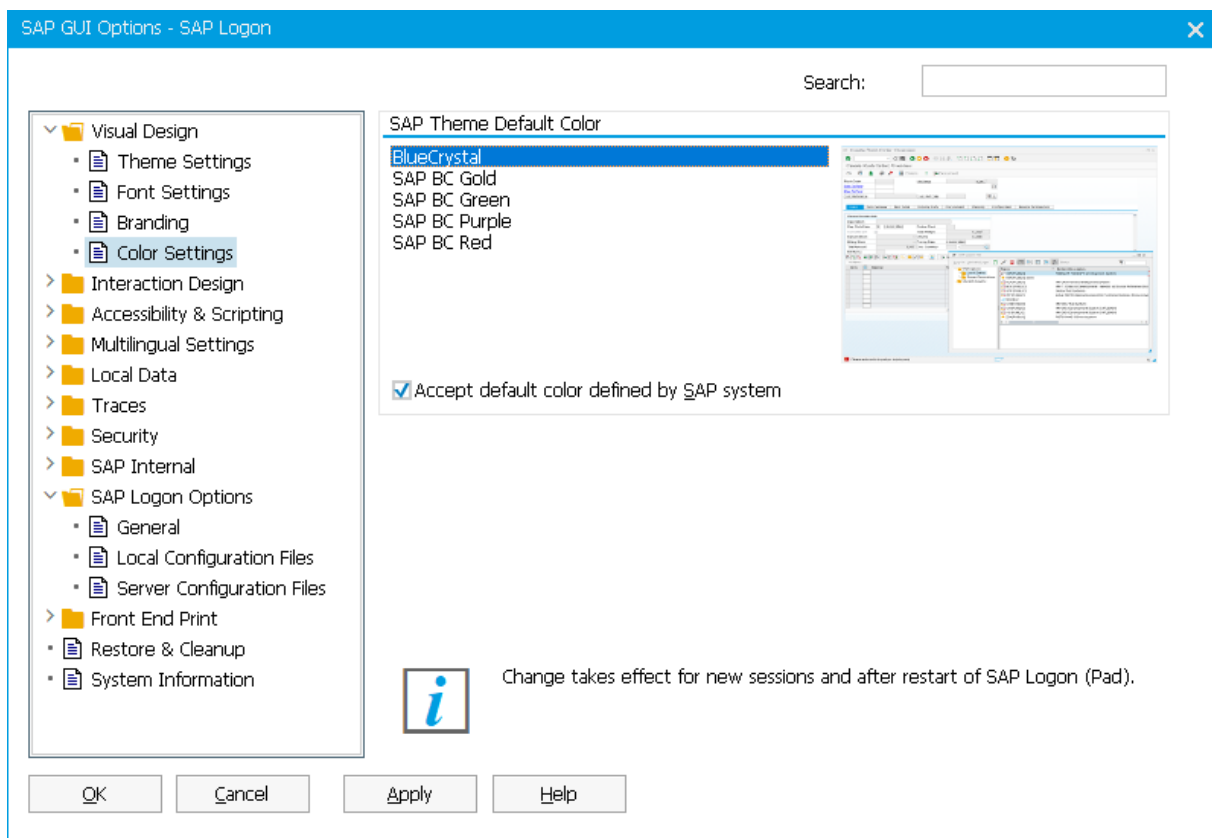 SAP GUI Options - SAP Logon
Search:
Visual Design
Theme Settings
Font Settings
Branding
Color Settings
Interaction Design
Accessibility & Scripting
Multilingual Settings
Local Data
Traces
Security
SAP Internal
SAP Logon Options
General
Local Configuration Files
Server Configuration Files
Front End Print
Restore & Cleanup
System Information
SAP Theme Default Color
BlueCrystal
SAP BC Gold
SAP BC Green
SAP BC Purple
SAP BC Red
Accept default color defined by SAP system
Change takes effect for new sessions and after restart of SAP Logon (Pad).
OK
Cancel
Apply
Help